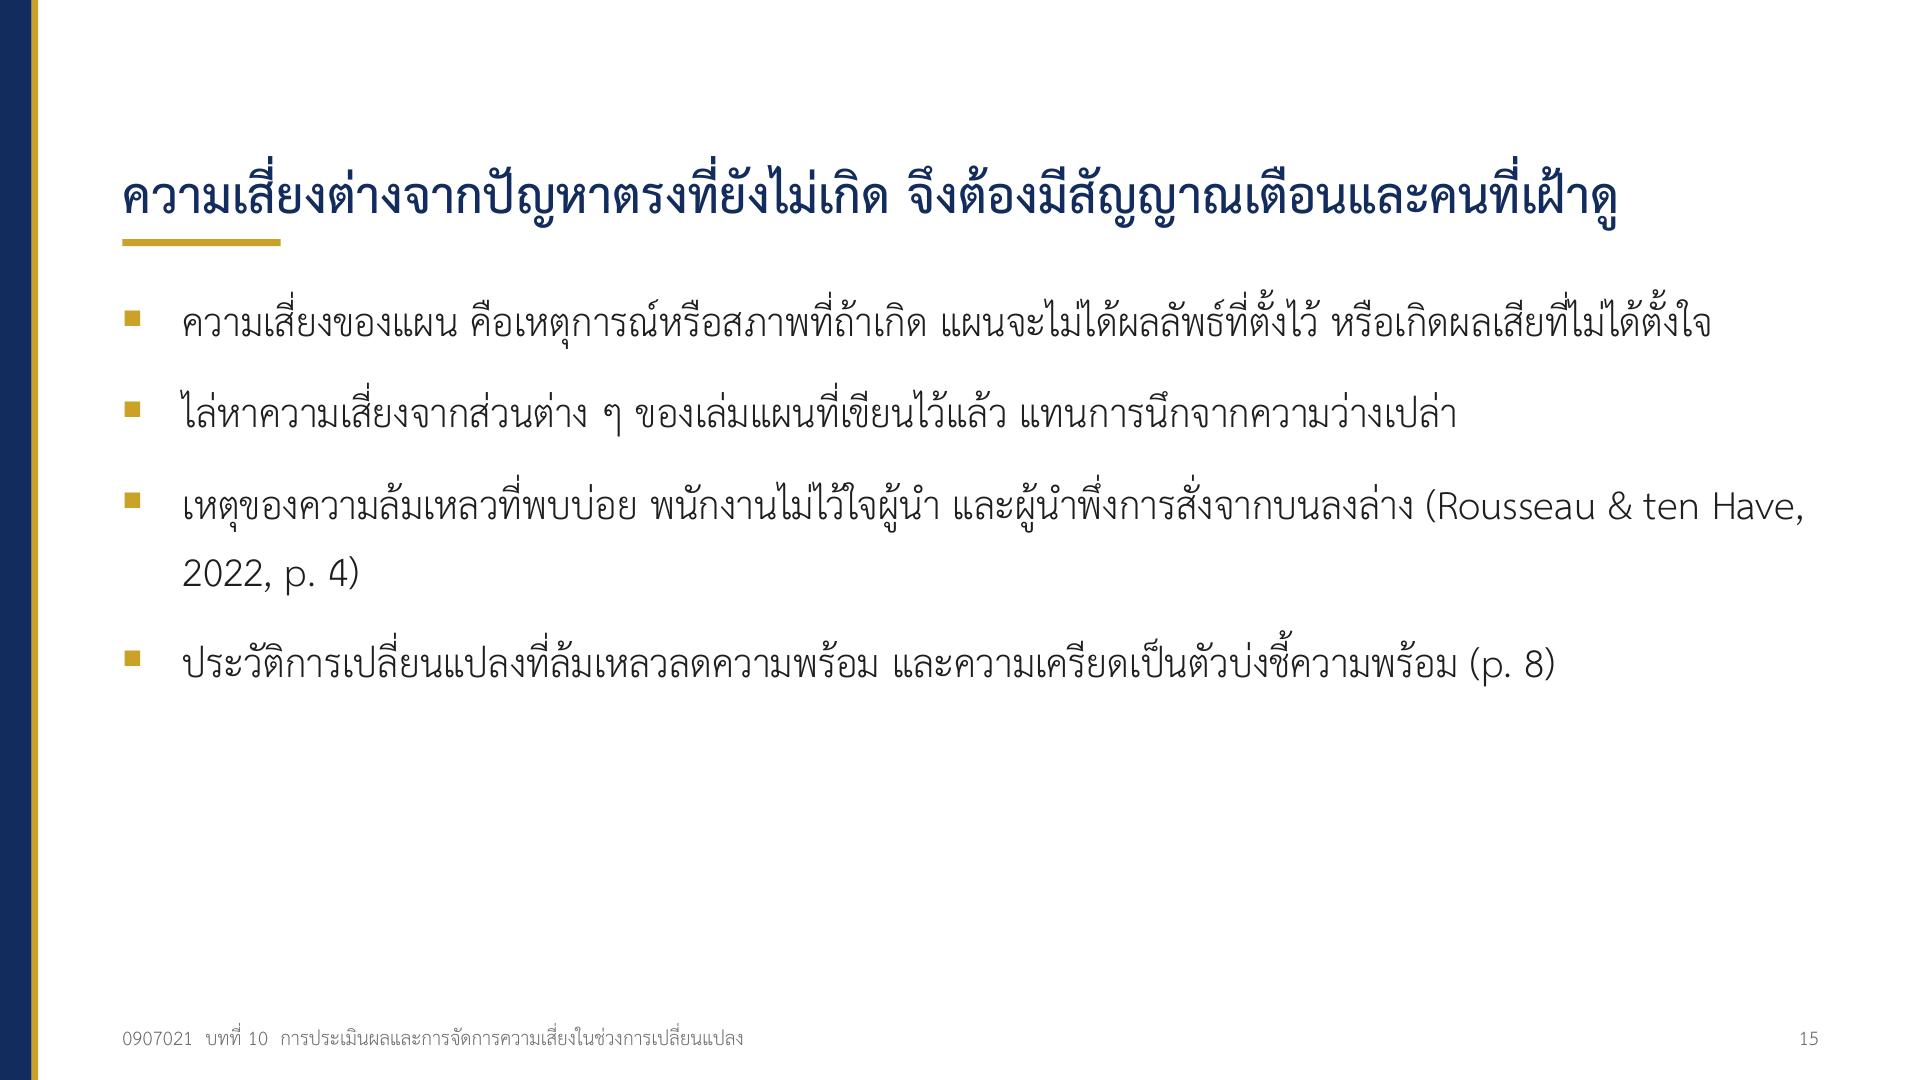 ความเสี่ยงต่างจากปัญหาตรงที่ยังไม่เกิด จึงต้องมีสัญญาณเตือนและคนที่เฝ้าดู
ความเสี่ยงของแผน คือเหตุการณ์หรือสภาพที่ถ้าเกิด แผนจะไม่ได้ผลลัพธ์ที่ตั้งไว้ หรือเกิดผลเสียที่ไม่ได้ตั้งใจ
ไล่หาความเสี่ยงจากส่วนต่าง ๆ ของเล่มแผนที่เขียนไว้แล้ว แทนการนึกจากความว่างเปล่า
เหตุของความล้มเหลวที่พบบ่อย พนักงานไม่ไว้ใจผู้นำ และผู้นำพึ่งการสั่งจากบนลงล่าง (Rousseau & ten Have,
2022, p. 4)
ประวัติการเปลี่ยนแปลงที่ล้มเหลวลดความพร้อม และความเครียดเป็นตัวบ่งชี้ความพร้อม (p. 8)
0907021 บทที่ 10 การประเมินผลและการจัดการความเสี่ยงในช่วงการเปลี่ยนแปลง
15